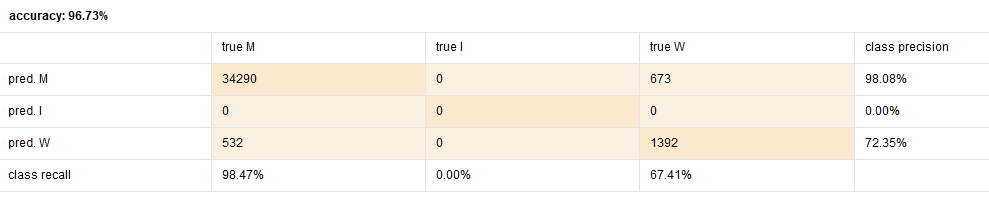 accuracy: 96.73%
true M true I true W class precision
pred. M 34290 0 673 98.08%
pred. I 0 0 0 0.00%
pred. W 532 0 1392 72.35%
class recall 98.47% 0.00% 67.41%